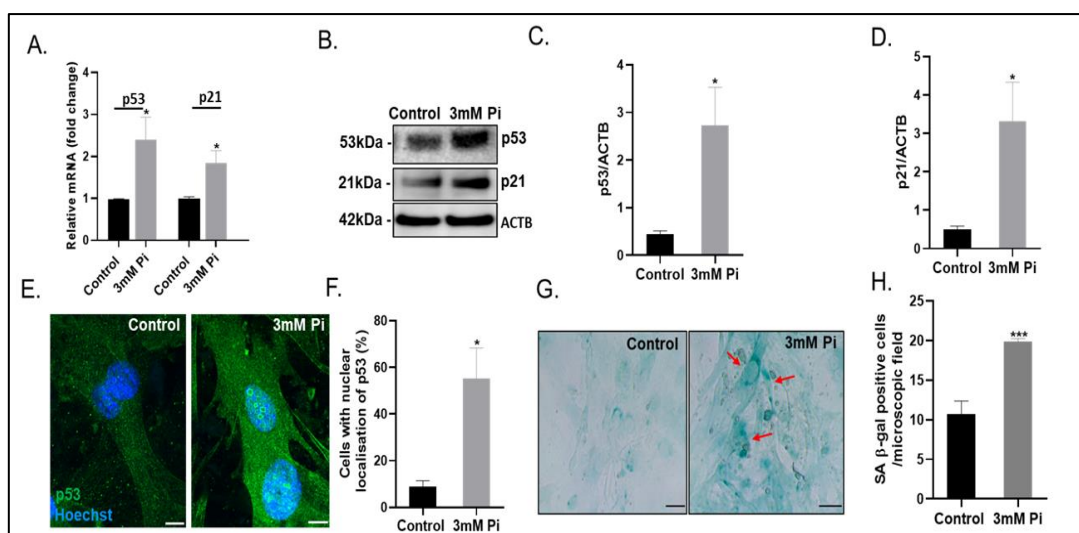 A.
Relative mRNA (fold change)
4
3
2
1
0
p53
p21
*
*
Control
3mM Pi
Control
3mM Pi
B.
Control 3mM Pi
53kDa - p53
21kDa - p21
42kDa - ACTB
C.
p53/ACTB
4
3
2
1
0
*
Control 3mM Pi
D.
p21/ACTB
5
4
3
2
1
0
*
Control 3mM Pi
E.
Control
3mM Pi
p53
Hoechst
F.
Cells with nuclear
localisation of p53 (%)
80
60
40
20
0
*
Control 3mM Pi
G.
Control
3mM Pi
H.
SA β-gal positive cells
/microscopic field
25
20
15
10
5
0
***
Control 3mM Pi